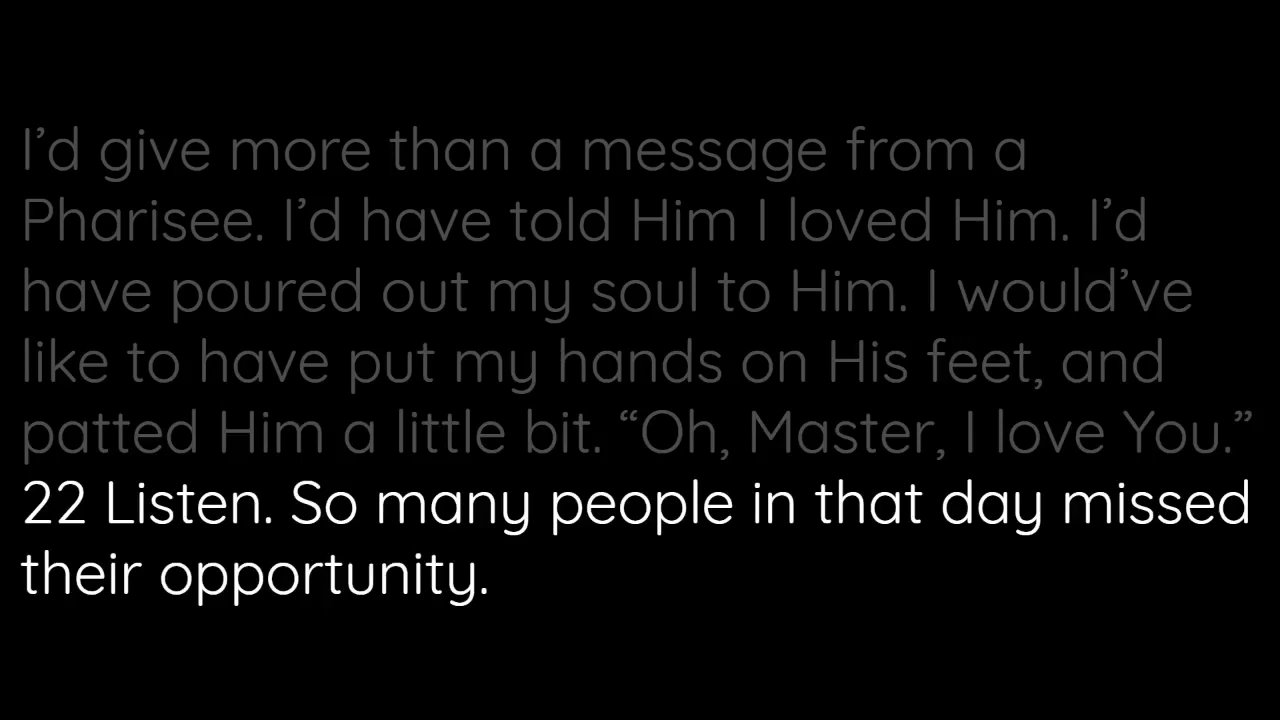 I’d give more than a message from a
Pharisee. I’d have told Him I loved Him. I’d
have poured out my soul to Him. I would’ve
like to have put my hands on His feet, and
patted Him a little bit. “Oh, Master, I love You.”
22 Listen. So many people in that day missed
their opportunity.